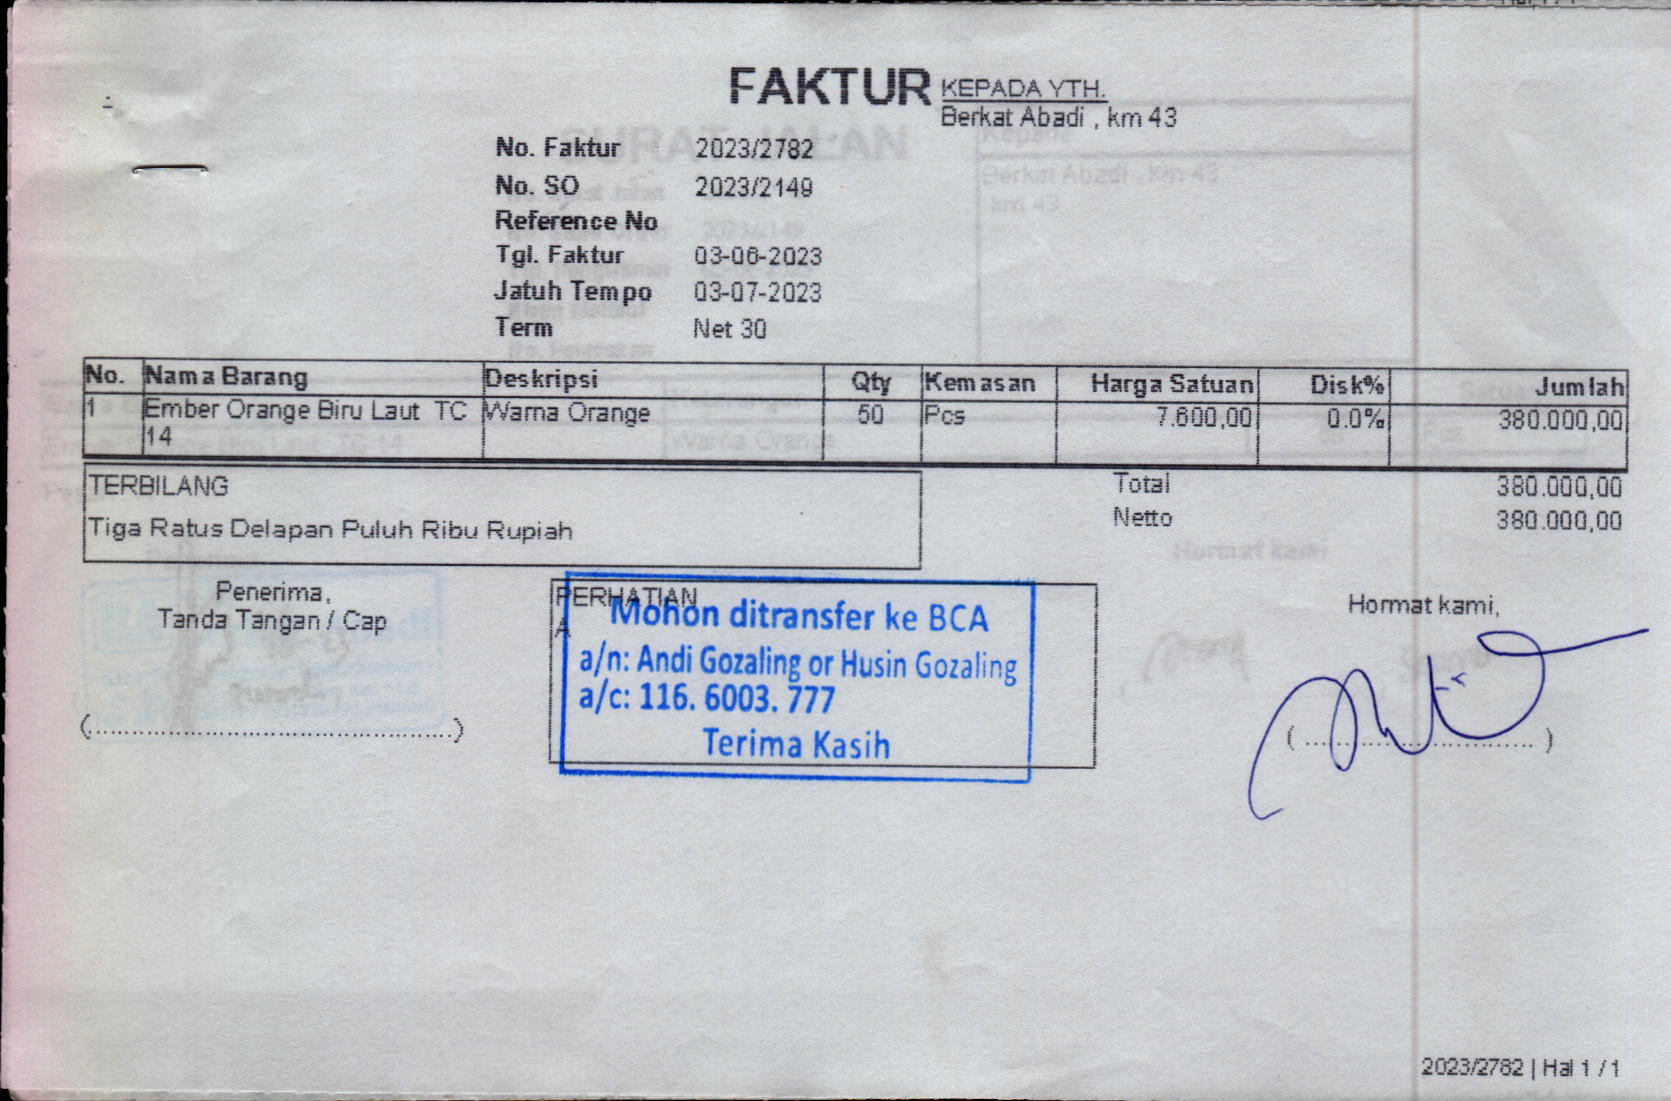 FAKTUR
KEPADA YTH.
Berkat Abadi , km 43
No. Faktur 2023/2782
No. SO 2023/2149
Reference No
Tgl. Faktur 03-06-2023
Jatuh Tempo 03-07-2023
Term Net 30
No. Nama Barang Deskripsi Qty Kemasan Harga Satuan Disk% Jumlah
1 Ember Orange Biru Laut TC Warna Orange 50 Pcs 7.600,00 0.0% 380.000,00
14
TERBILANG
Tiga Ratus Delapan Puluh Ribu Rupiah
Total 380.000,00
Netto 380.000,00
Penerima,
Tanda Tangan / Cap
(..........................................)
PERHATIAN
A
Mohon ditransfer ke BCA
a/n: Andi Gozaling or Husin Gozaling
a/c: 116. 6003. 777
Terima Kasih
Hormat kami,
( .............................. )
2023/2782 | Hal 1 / 1